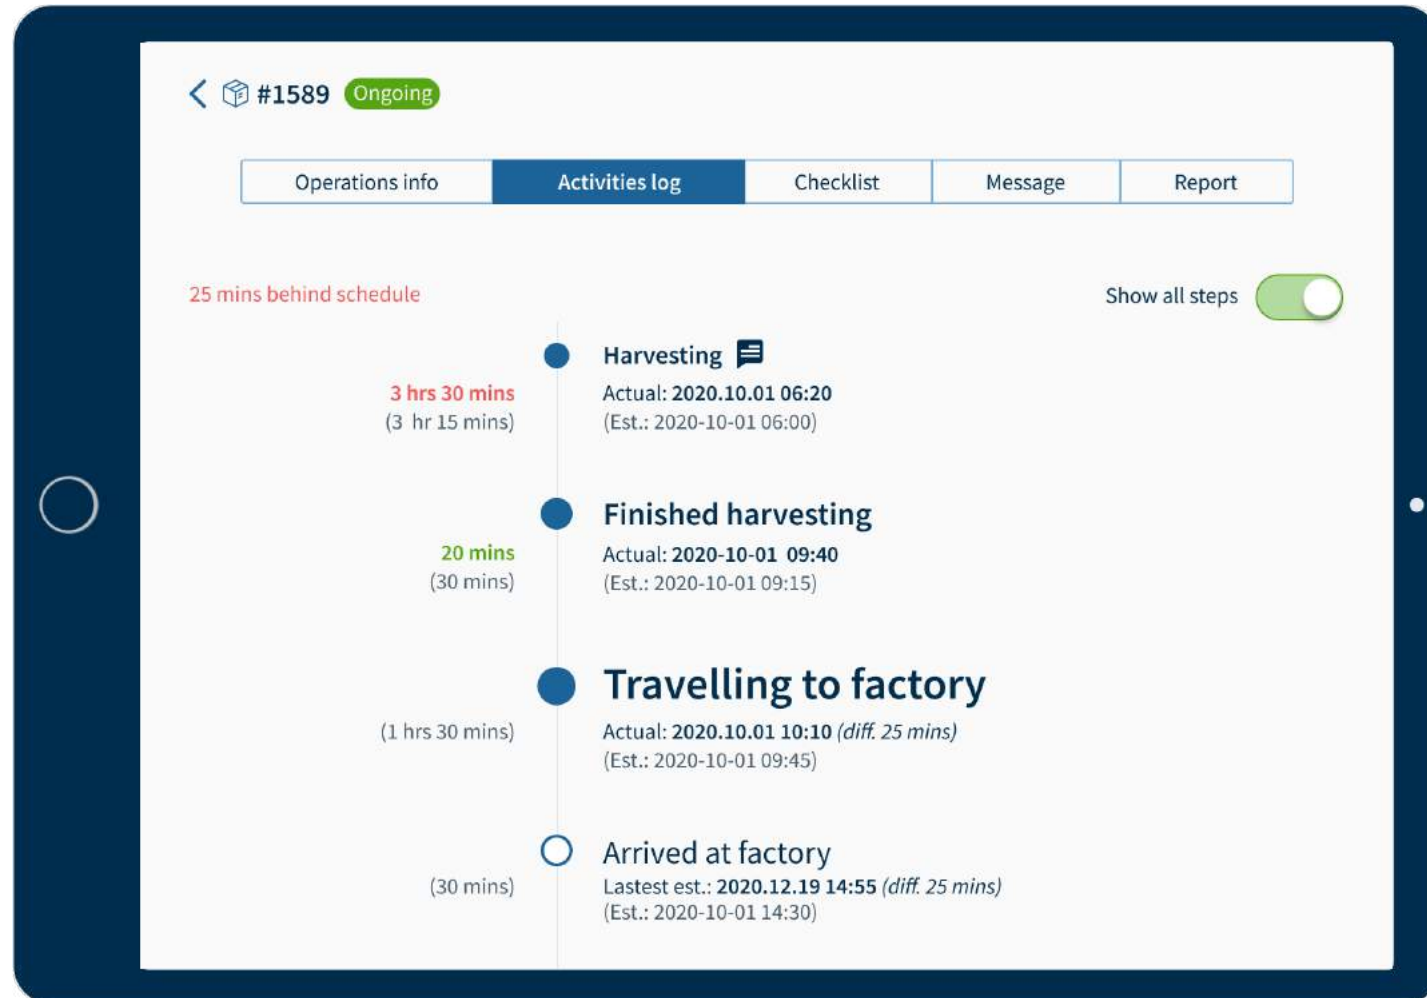 #1589 Ongoing
Operations info Activities log Checklist Message Report
25 mins behind schedule Show all steps
Harvesting
3 hrs 30 mins Actual: 2020.10.01 06:20
(3 hr 15 mins) (Est.: 2020-10-01 06:00)
Finished harvesting
20 mins Actual: 2020-10-01 09:40
(30 mins) (Est.: 2020-10-01 09:15)
Travelling to factory
(1 hrs 30 mins) Actual: 2020.10.01 10:10 (diff. 25 mins)
(Est.: 2020-10-01 09:45)
Arrived at factory
(30 mins) Lastest est.: 2020.12.19 14:55 (diff. 25 mins)
(Est.: 2020-10-01 14:30)